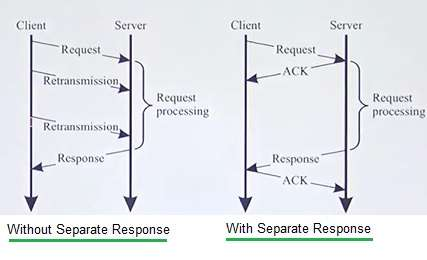 Client
Server
Request
Retransmission
Retransmission
Response
Request
processing
Without Separate Response
Client
Server
Request
ACK
Response
ACK
Request
processing
With Separate Response